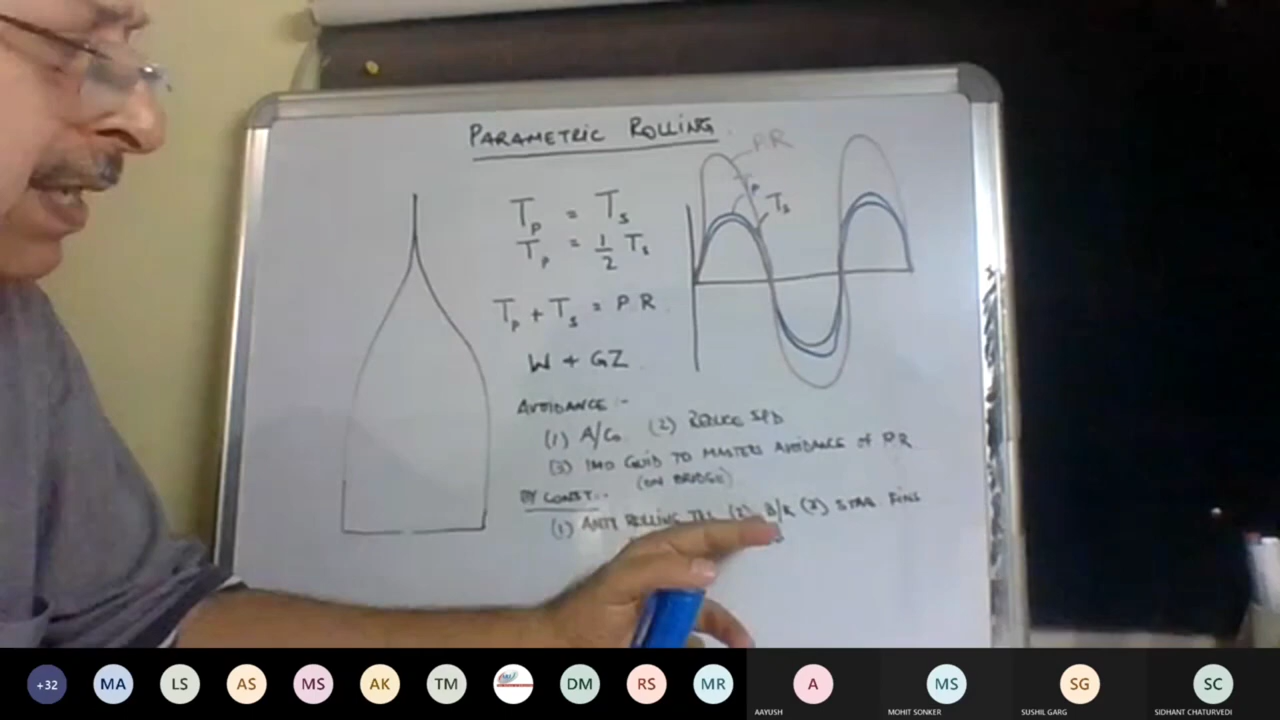 PARAMETRIC ROLLING
PR
P
Ts
Tp = Ts
Tp = 1/2 Ts
Tp + Ts = PR
W + GZ
AVOIDANCE :-
(1) A/Co (2) REDUCE SPD
(3) IMO GUID TO MASTERS AVOIDANCE of PR
(ON BRIDGE)
BY CONST :-
(1) ANTI ROLLING (2) B/K (3) STAB FINS
+32 MA LS AS MS AK TM DM RS MR A MS SG SC
AAYUSH MOHIT SONKER SUSHIL GARG SIDHANT CHATURVEDI